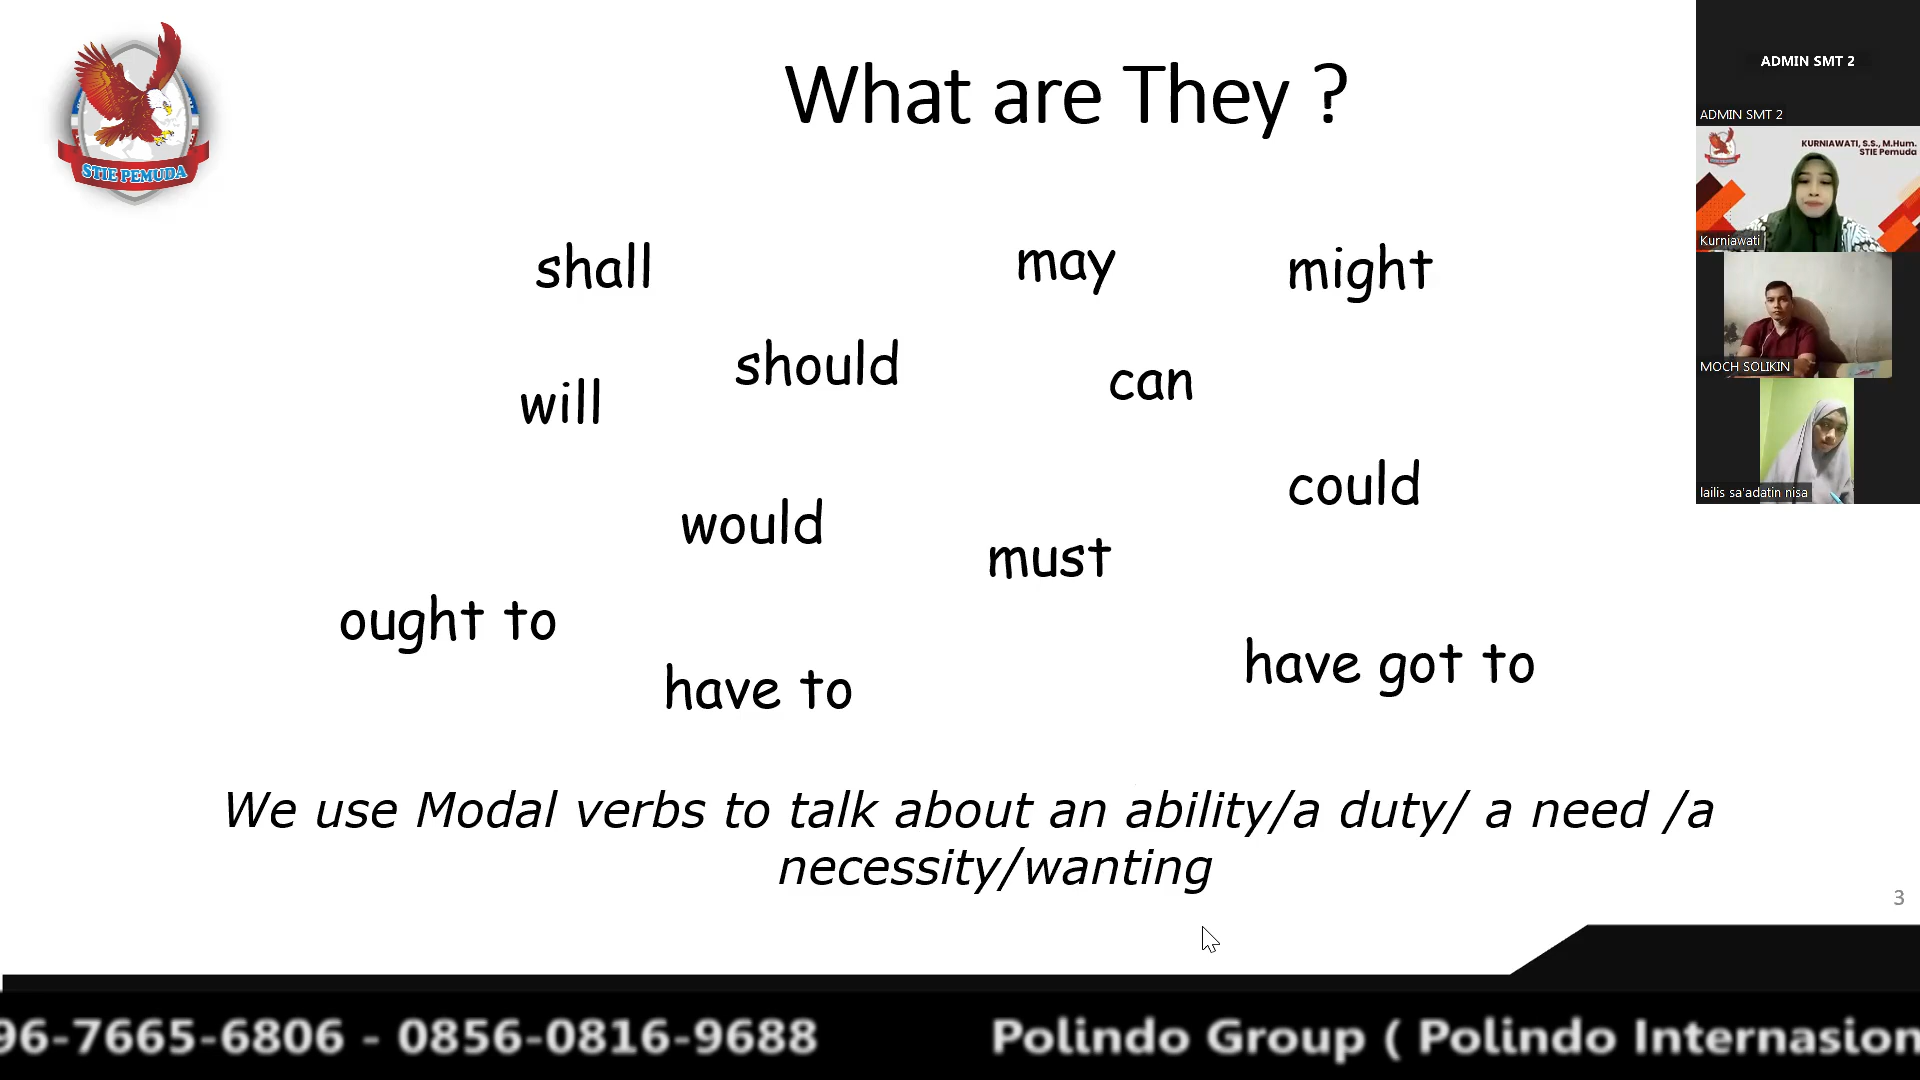 STIE PEMUDA
What are They ?
shall
may
might
should
can
will
could
would
must
ought to
have to
have got to
We use Modal verbs to talk about an ability/a duty/ a need /a
necessity/wanting
3
ADMIN SMT 2
ADMIN SMT 2
KURNIAWATI, S.S., M.Hum.
STIE Pemuda
Kurniawati
MOCH SOLIKIN
lailis sa'adatin nisa
96-7665-6806 - 0856-0816-9688 Polindo Group ( Polindo Internasion